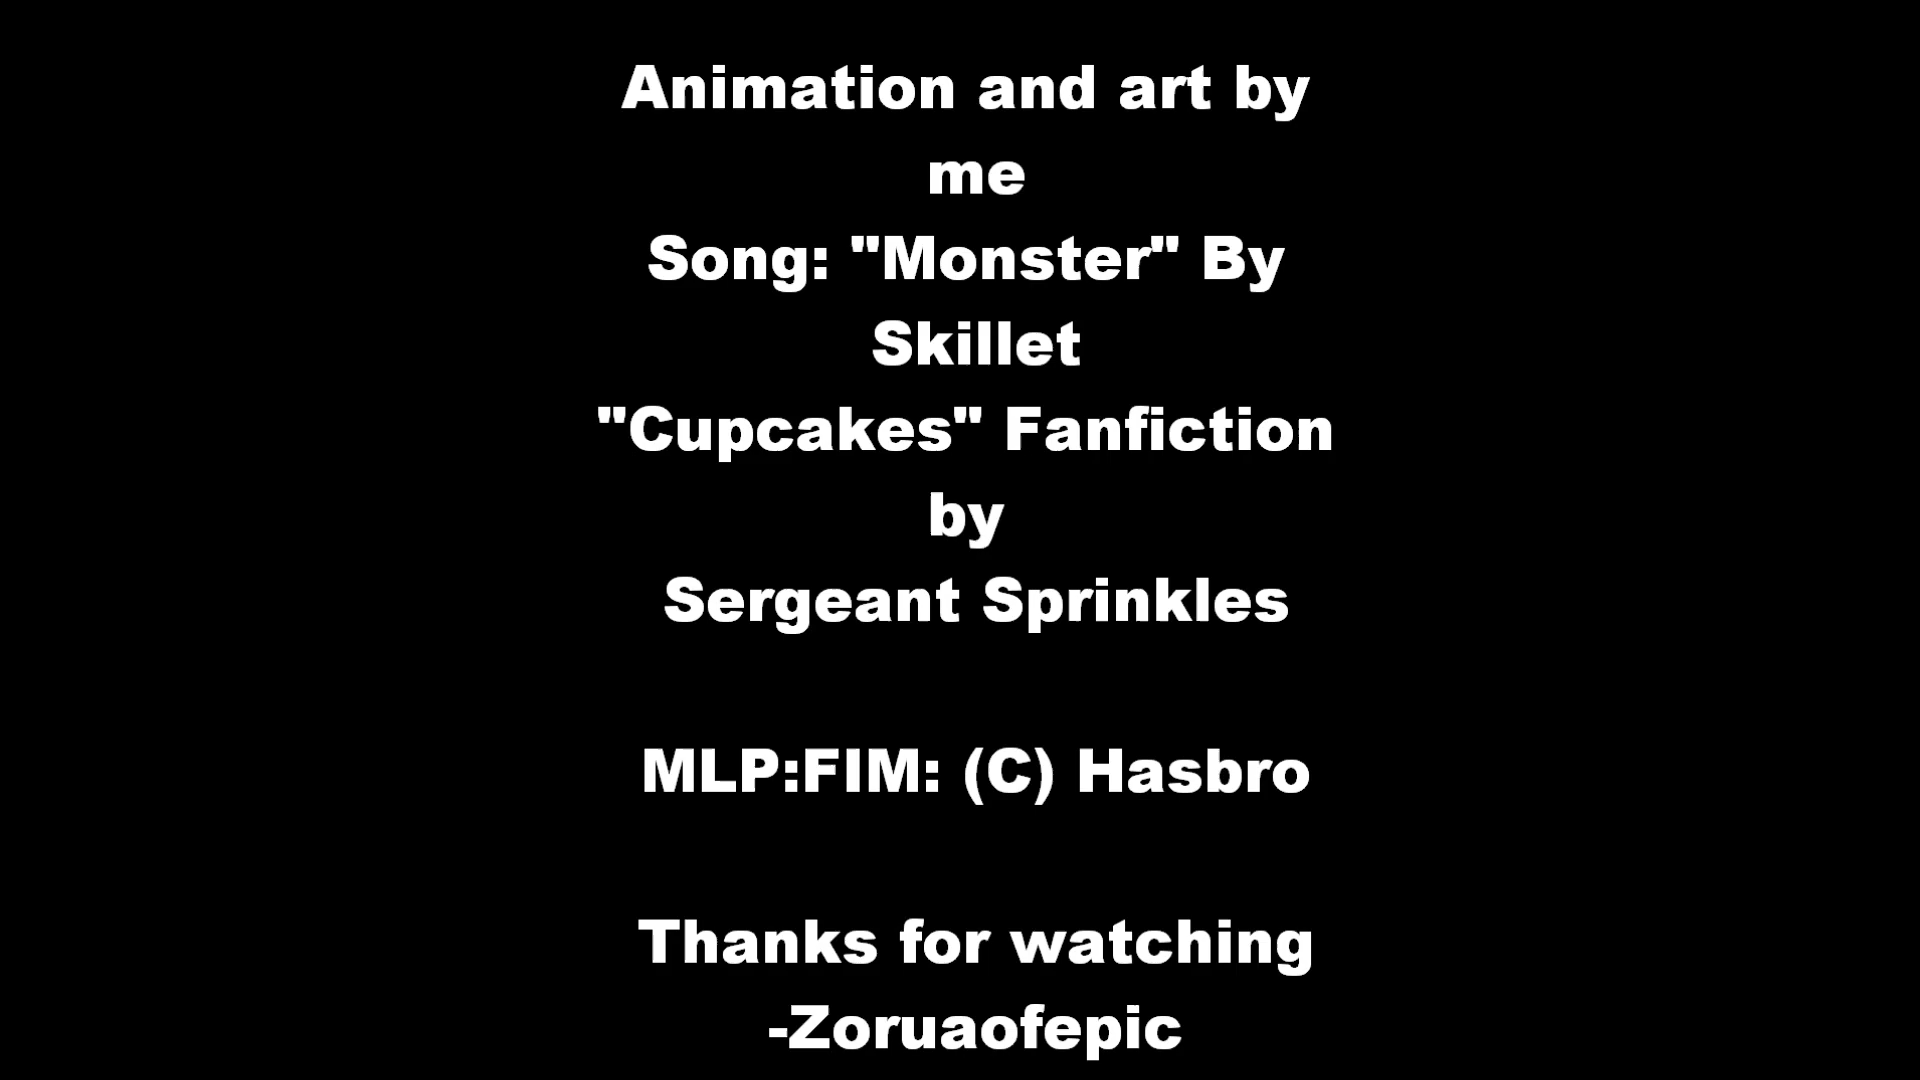 Animation and art by
me
Song: "Monster" By
Skillet
"Cupcakes" Fanfiction
by
Sergeant Sprinkles
MLP:FIM: (C) Hasbro
Thanks for watching
-Zoruaofepic